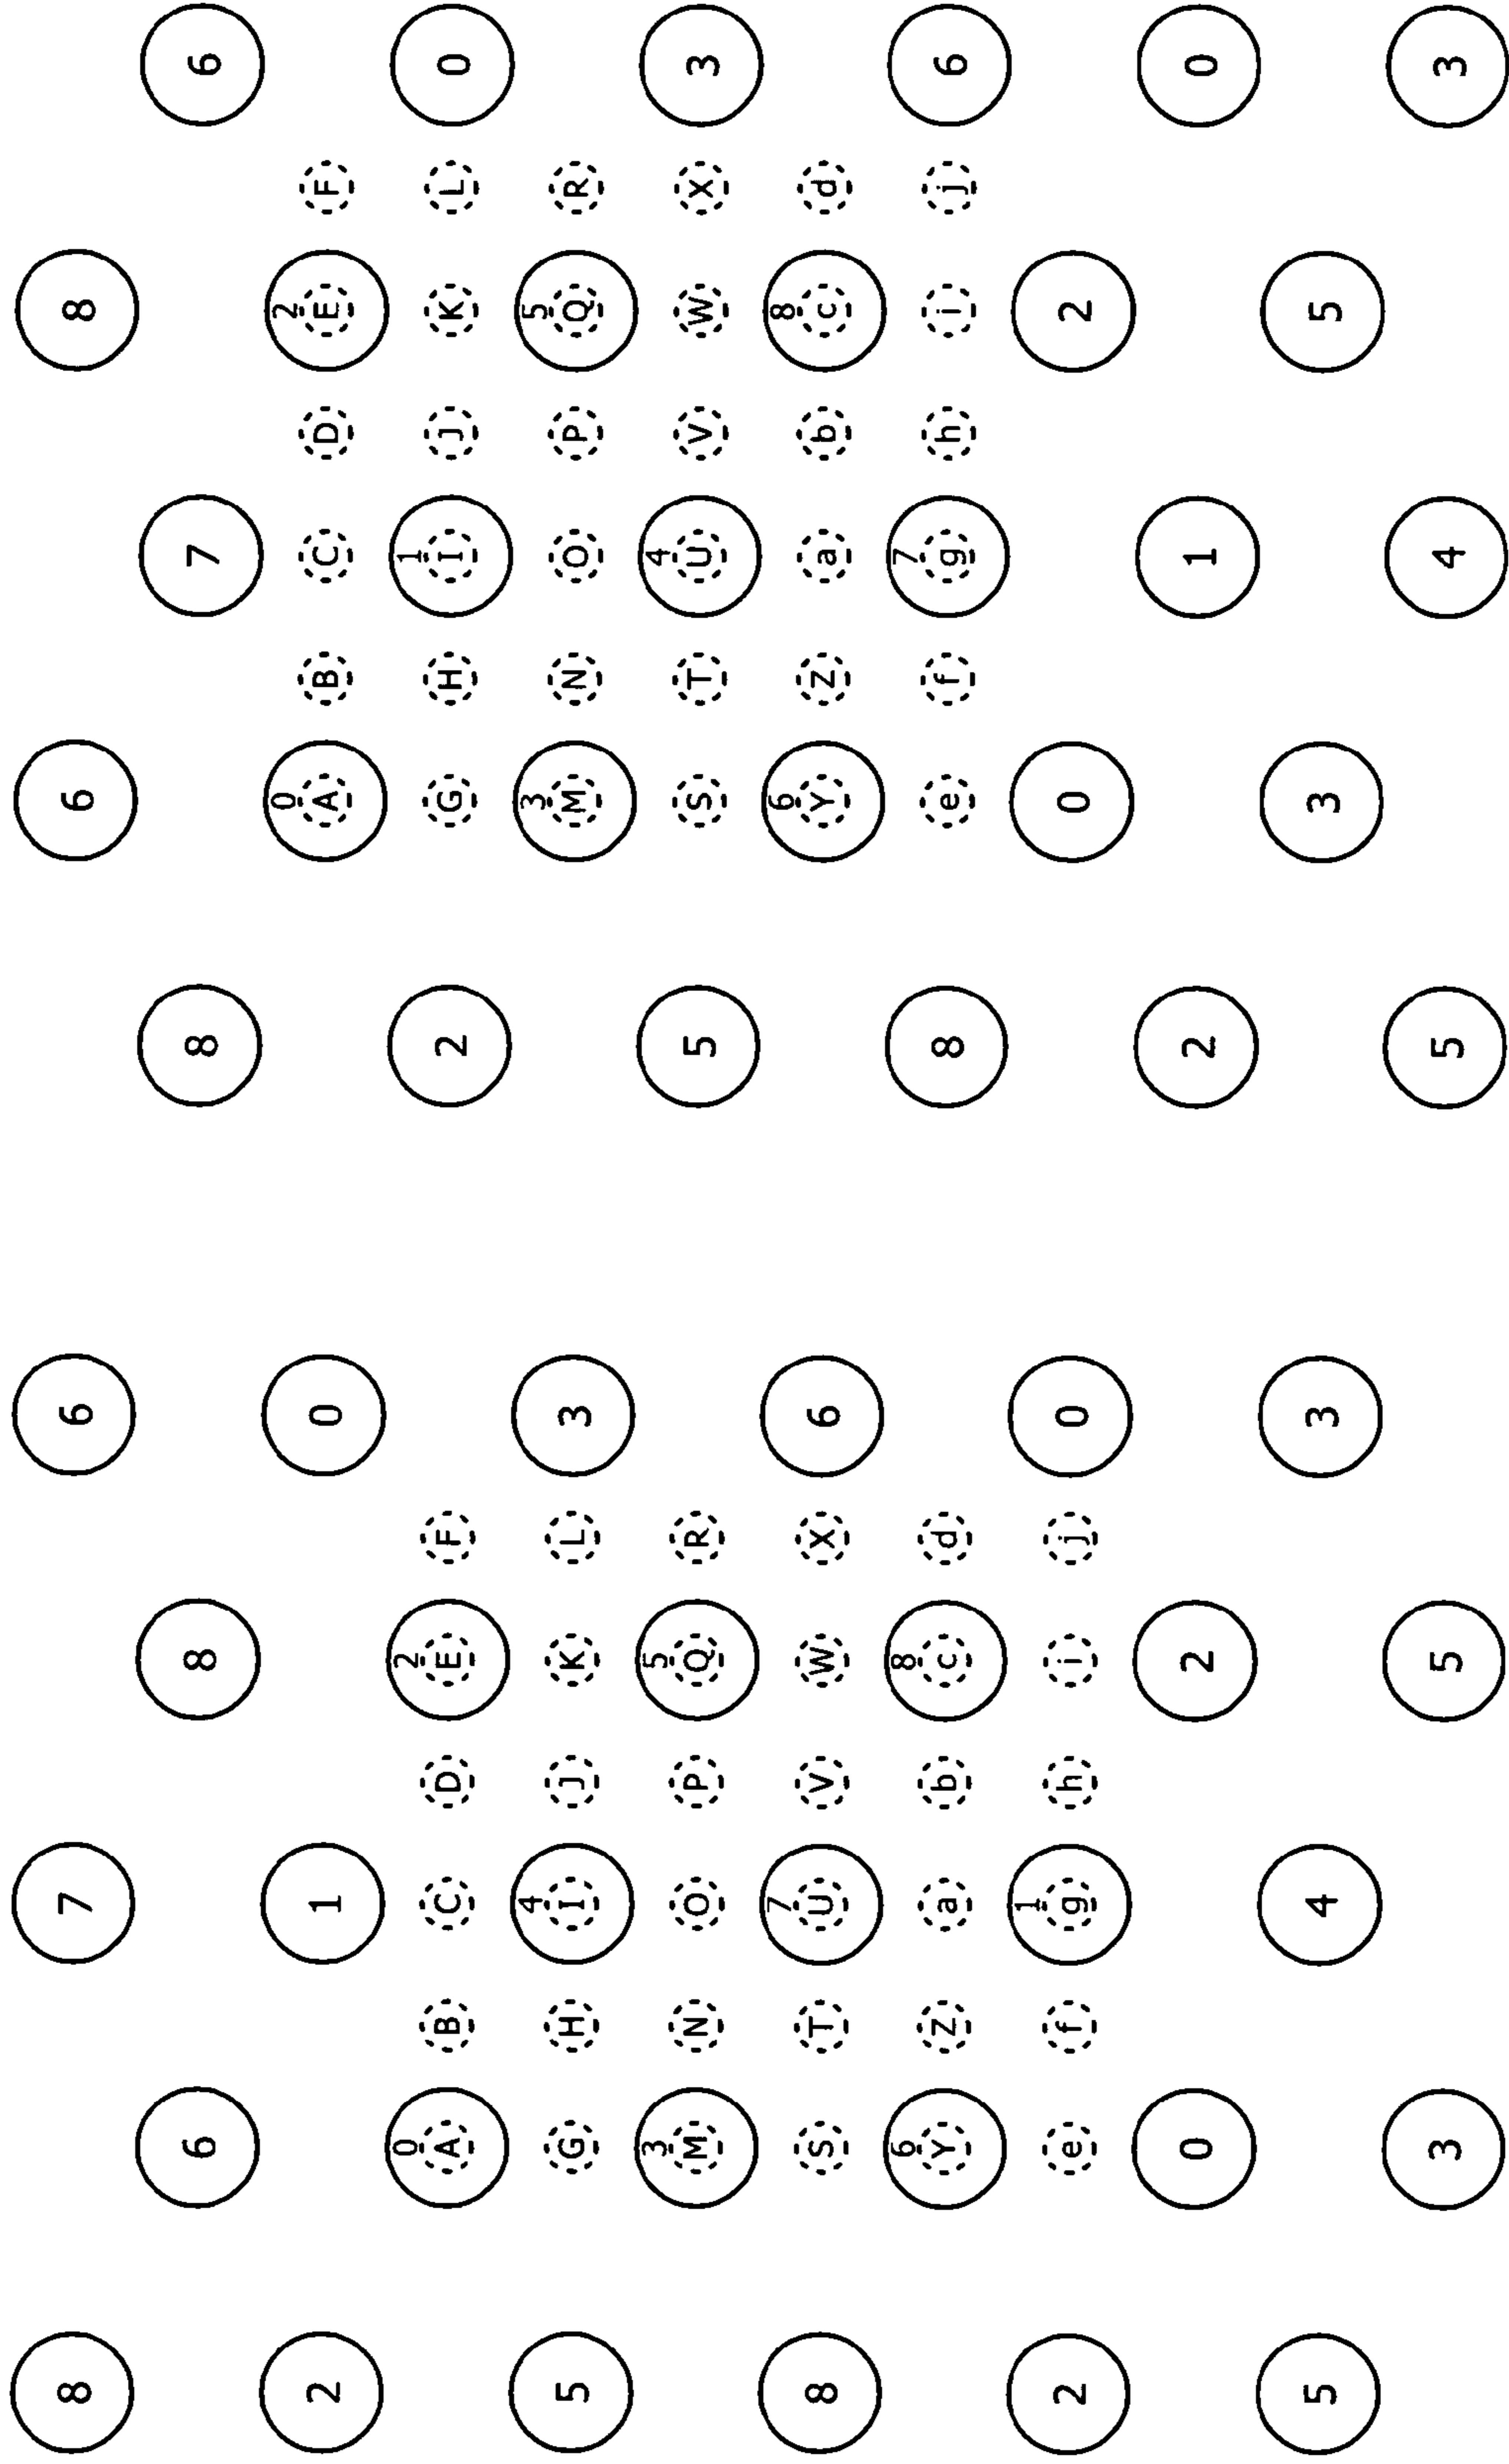 8 7 6
6 8
2 1 0
0 A B C D 2 E F
5 G H 4 I J K L 3
3 M N O P 5 Q R
8 S T 7 U V W X 6
6 Y Z a b 8 c d
2 e f 1 g h i j 0
0 2
5 4 3
3 5
6 8
8 7 6
0 A B C D 2 E F
2 G H 1 I J K L 0
3 M N O P 5 Q R
5 S T 4 U V W X 3
6 Y Z a b 8 c d
8 e f 7 g h i j 6
0 2
2 1 0
3 5
5 4 3